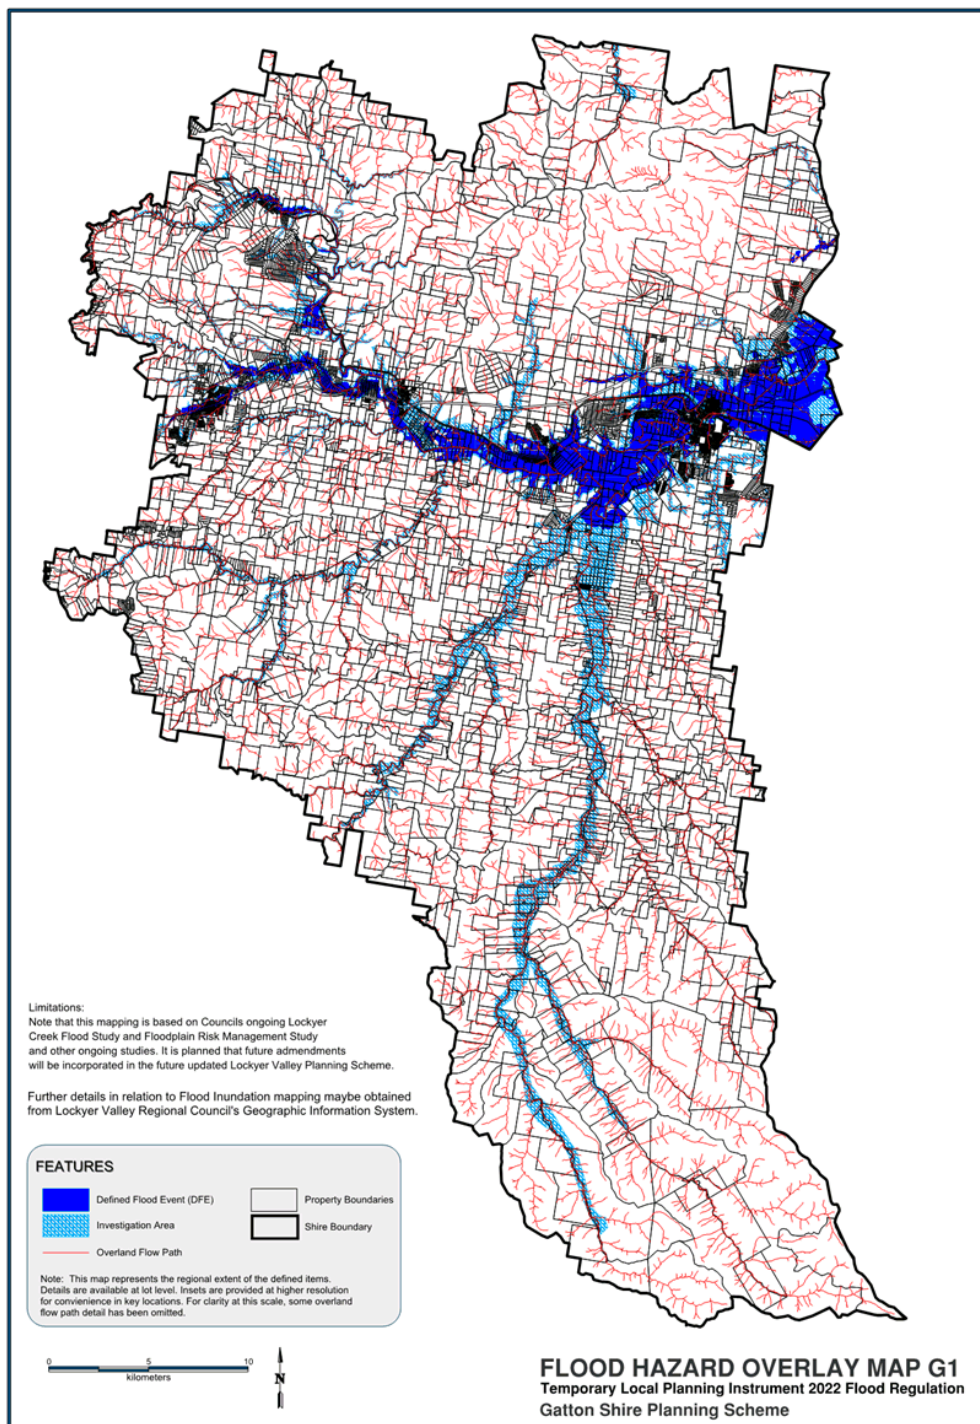 Limitations:
Note that this mapping is based on Councils ongoing Lockyer
Creek Flood Study and Floodplain Risk Management Study
and other ongoing studies. It is planned that future admendments
will be incorporated in the future updated Lockyer Valley Planning Scheme.
Further details in relation to Flood Inundation mapping maybe obtained
from Lockyer Valley Regional Council's Geographic Information System.
FEATURES
Defined Flood Event (DFE)
Property Boundaries
Investigation Area
Shire Boundary
Overland Flow Path
Note: This map represents the regional extent of the defined items.
Details are available at lot level. Insets are provided at higher resolution
for convienience in key locations. For clarity at this scale, some overland
flow path detail has been omitted.
0 5 10
kilometers
N
FLOOD HAZARD OVERLAY MAP G1
Temporary Local Planning Instrument 2022 Flood Regulation
Gatton Shire Planning Scheme